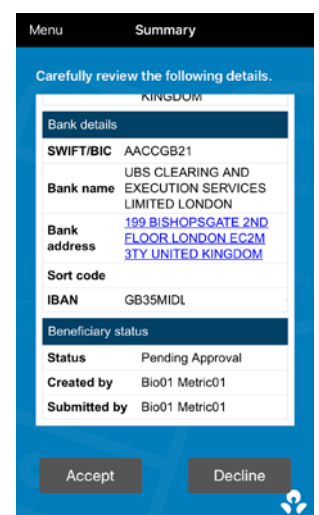 Menu Summary
Carefully review the following details.
KINGDOM
Bank details
SWIFT/BIC AACCGB21
Bank name UBS CLEARING AND
EXECUTION SERVICES
LIMITED LONDON
Bank address 199 BISHOPSGATE 2ND
FLOOR LONDON EC2M
3TY UNITED KINGDOM
Sort code
IBAN GB35MIDL
Beneficiary status
Status Pending Approval
Created by Bio01 Metric01
Submitted by Bio01 Metric01
Accept Decline